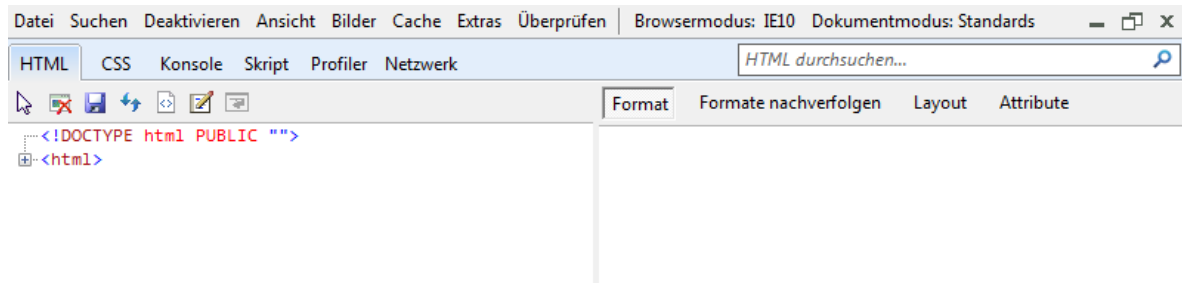 Datei Suchen Deaktivieren Ansicht Bilder Cache Extras Überprüfen Browsermodus: IE10 Dokumentmodus: Standards
HTML CSS Konsole Skript Profiler Netzwerk HTML durchsuchen...
Format Formate nachverfolgen Layout Attribute
<!DOCTYPE html PUBLIC "">
<html>